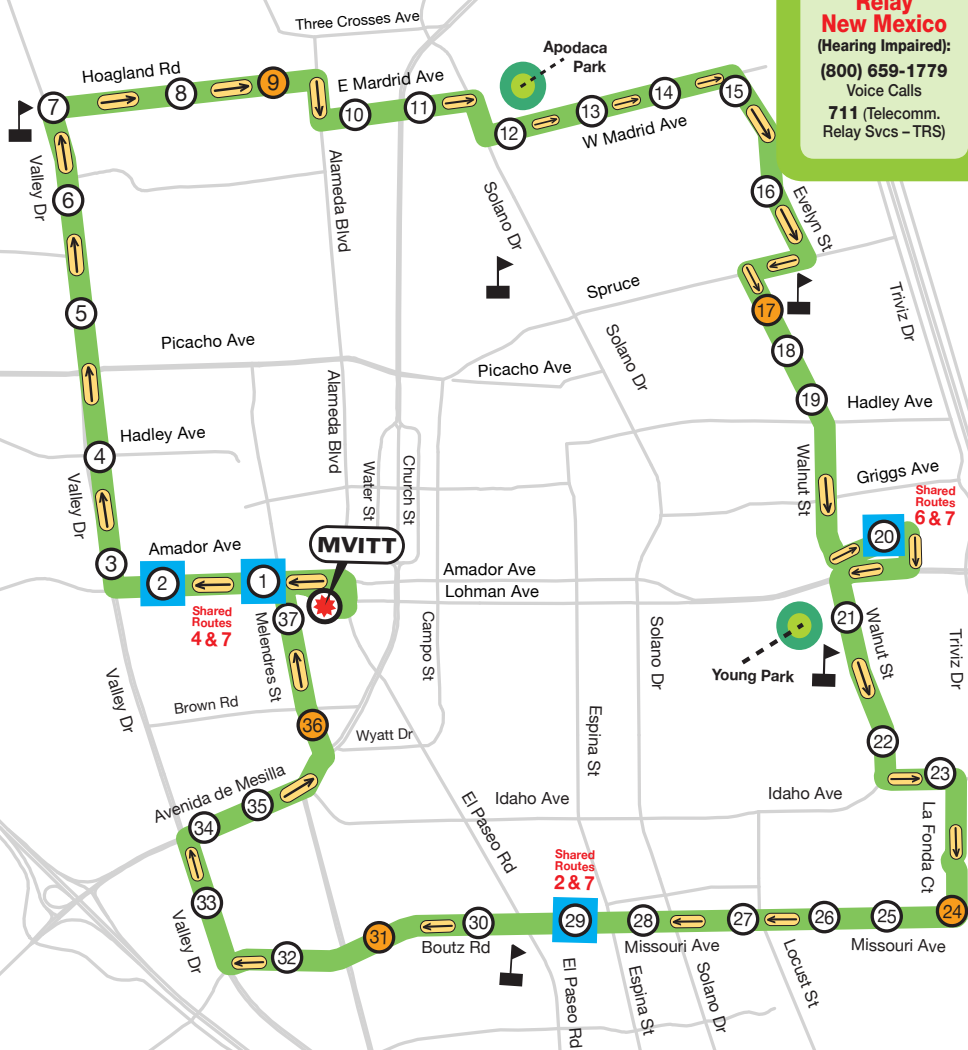 Relay
New Mexico
(Hearing Impaired):
(800) 659-1779
Voice Calls
711 (Telecomm.
Relay Svcs – TRS)
Three Crosses Ave
Apodaca
Park
Hoagland Rd
E Mardrid Ave
7
8
9
10
11
12
13
14
15
W Madrid Ave
Valley Dr
Alameda Blvd
Solano Dr
6
16
Evelyn St
5
Spruce
17
Triviz Dr
18
Picacho Ave
Picacho Ave
Solano Dr
Alameda Blvd
19
Hadley Ave
Hadley Ave
4
Valley Dr
Water St
Church St
Walnut St
Griggs Ave
Shared
Routes
6 & 7
20
MVITT
3
Amador Ave
2
1
Amador Ave
Lohman Ave
Shared
Routes
4 & 7
37
Melendres St
Campo St
Solano Dr
21
Walnut St
Triviz Dr
Young Park
Valley Dr
Brown Rd
36
Wyatt Dr
Espina St
22
23
Avenida de Mesilla
35
34
Idaho Ave
Idaho Ave
El Paseo Rd
La Fonda Ct
Shared
Routes
2 & 7
33
Valley Dr
32
31
30
29
28
27
26
25
24
Boutz Rd
Missouri Ave
Missouri Ave
El Paseo Rd
Espina St
Solano Dr
Locust St